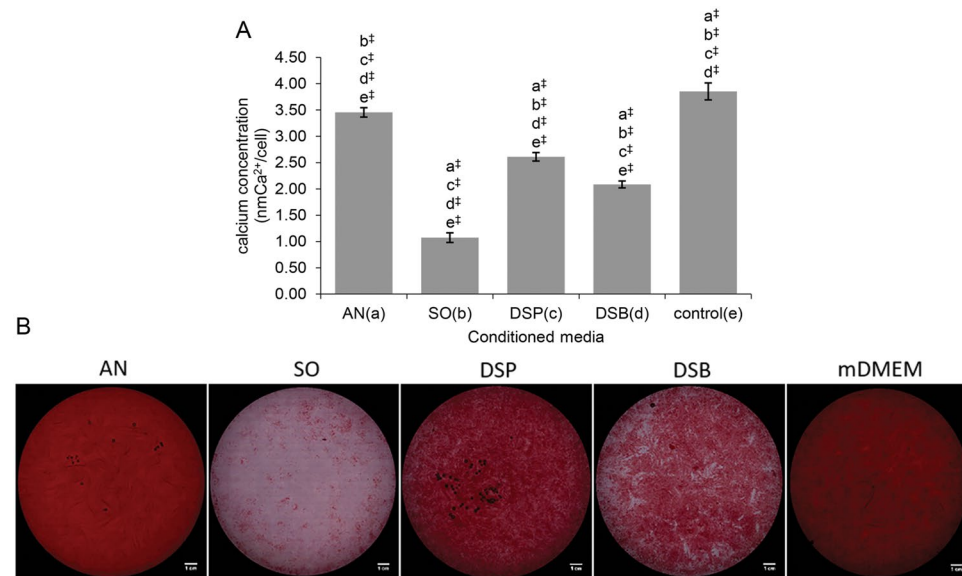 A
b‡
c‡
d‡
e‡
a‡
c‡
d‡
e‡
a‡
b‡
d‡
e‡
a‡
b‡
c‡
e‡
a‡
b‡
c‡
d‡
calcium concentration
(nmCa²⁺/cell)
4.50
4.00
3.50
3.00
2.50
2.00
1.50
1.00
0.50
0.00
AN(a) SO(b) DSP(c) DSB(d) control(e)
Conditioned media
B
AN SO DSP DSB mDMEM
1 cm 1 cm 1 cm 1 cm 1 cm